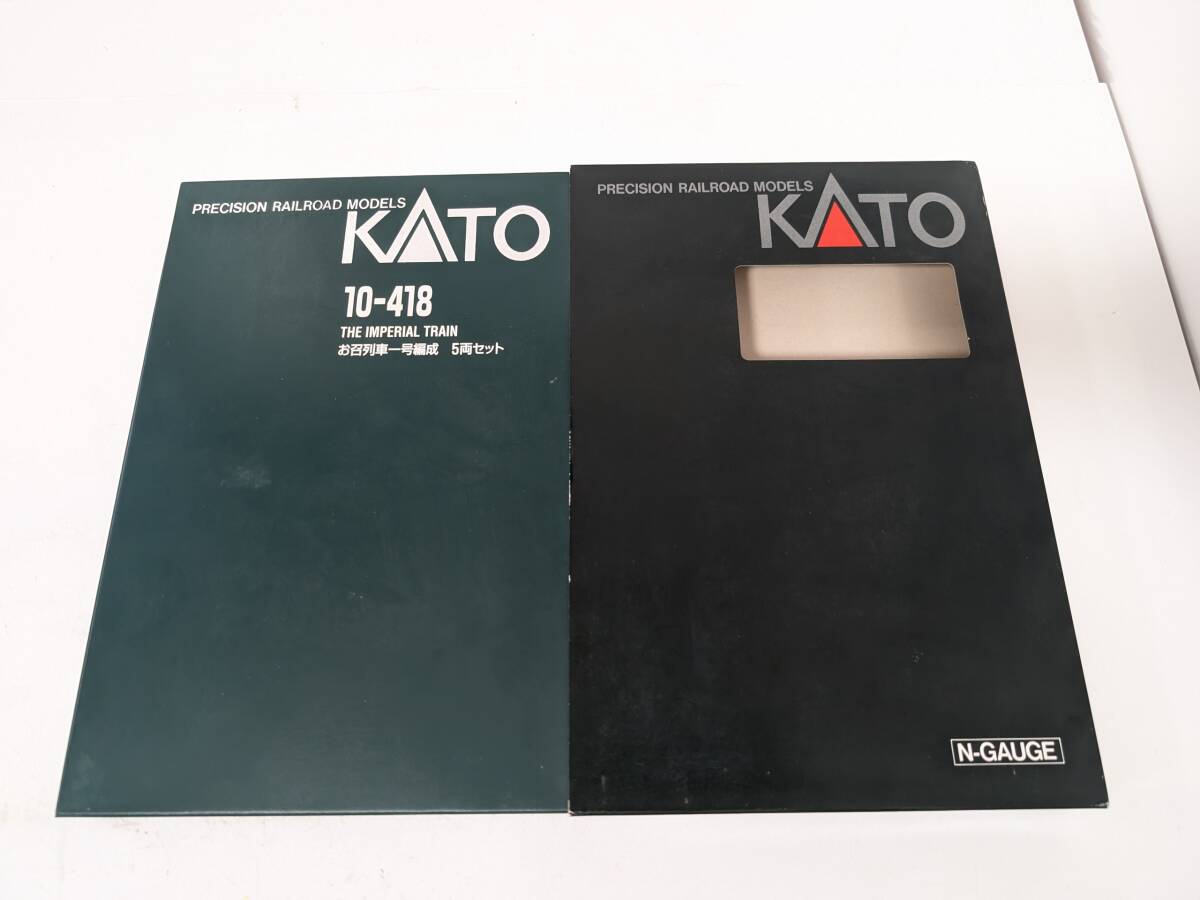 PRECISION RAILROAD MODELS
KATO
10-418
THE IMPERIAL TRAIN
お召列車一号編成 5両セット
PRECISION RAILROAD MODELS
KATO
N-GAUGE